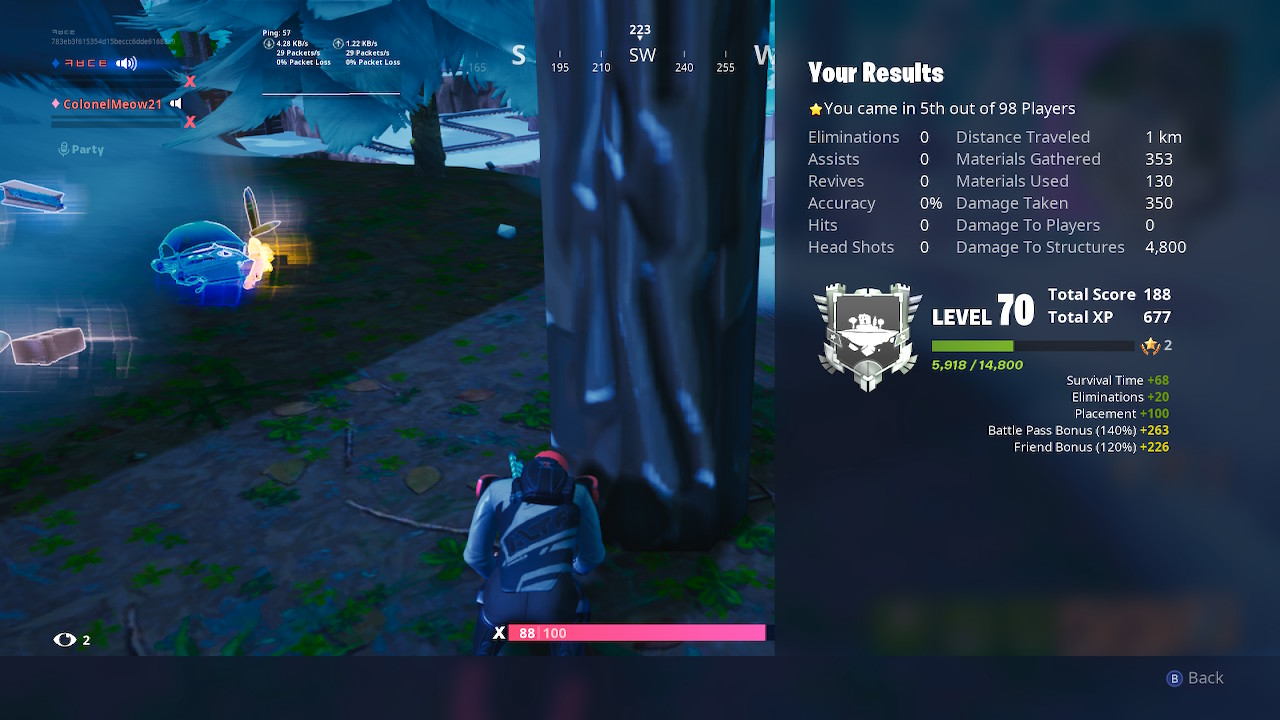 ㅋㅂㄷㅌ
Ping: 57
4.28 KB/s 1.22 KB/s
29 Packets/s 29 Packets/s
0% Packet Loss 0% Packet Loss
ColonelMeow21
Party
223
S SW W
165 195 210 240 255
Your Results
You came in 5th out of 98 Players
Eliminations 0 Distance Traveled 1 km
Assists 0 Materials Gathered 353
Revives 0 Materials Used 130
Accuracy 0% Damage Taken 350
Hits 0 Damage To Players 0
Head Shots 0 Damage To Structures 4,800
LEVEL 70
Total Score 188
Total XP 677
2
5,918 / 14,800
Survival Time +68
Eliminations +20
Placement +100
Battle Pass Bonus (140%) +263
Friend Bonus (120%) +226
X 88 | 100
2
B Back